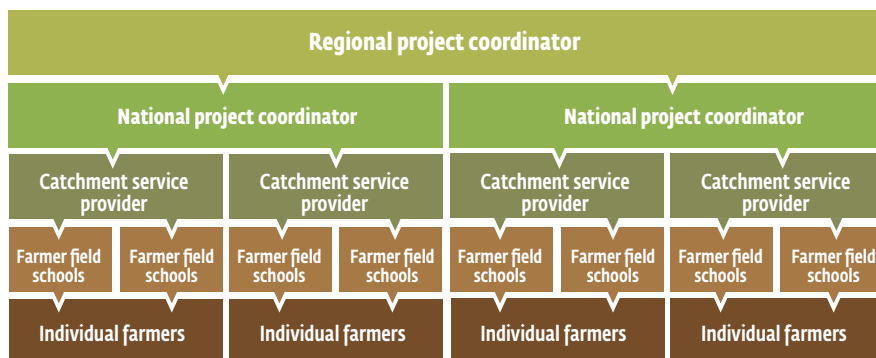 Regional project coordinator
National project coordinator
National project coordinator
Catchment service
provider
Catchment service
provider
Catchment service
provider
Catchment service
provider
Farmer field
schools
Farmer field
schools
Farmer field
schools
Farmer field
schools
Farmer field
schools
Farmer field
schools
Farmer field
schools
Farmer field
schools
Individual farmers
Individual farmers
Individual farmers
Individual farmers